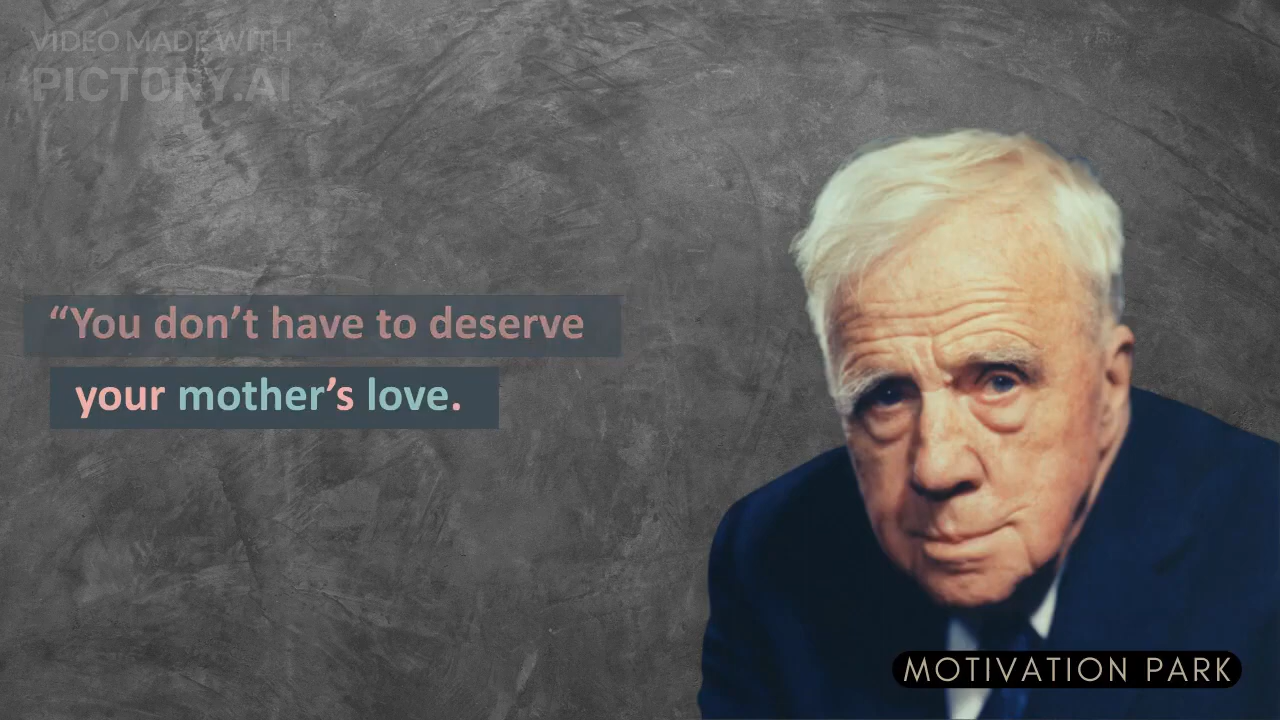 VIDEO MADE WITH
PICTORY.AI
“You don’t have to deserve
your mother’s love.
MOTIVATION PARK